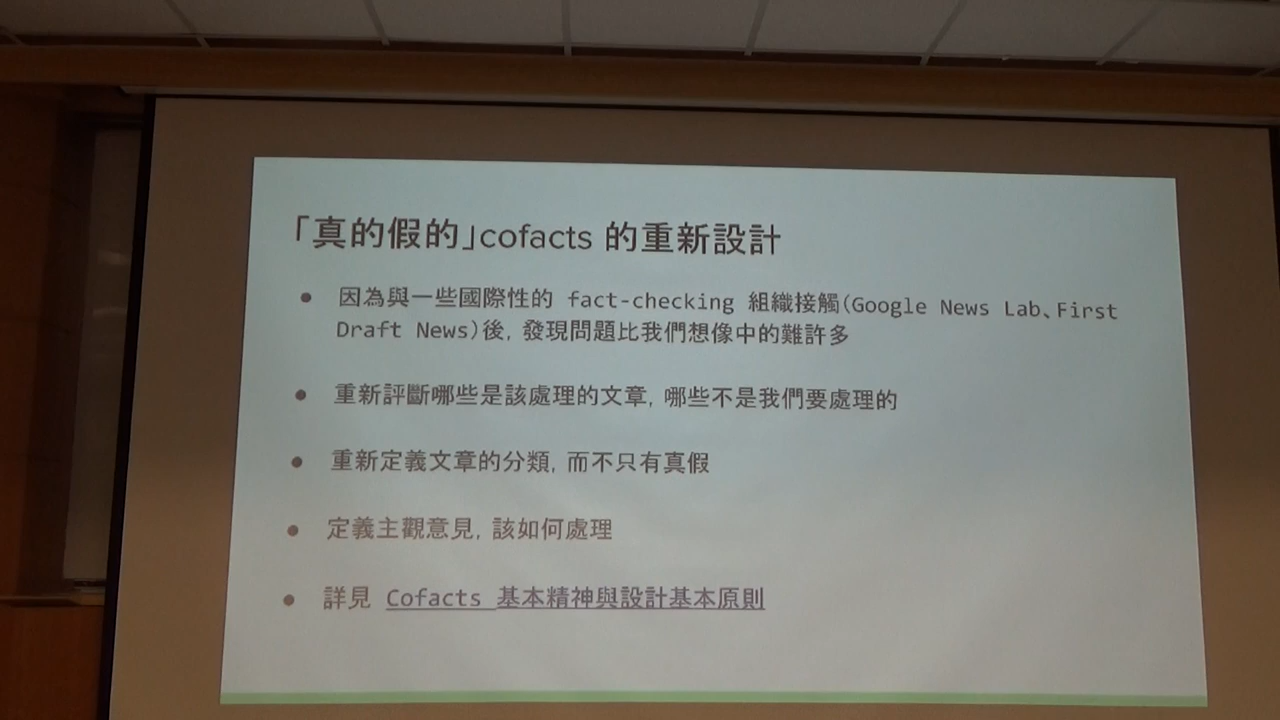 「真的假的」cofacts 的重新設計
● 因為與一些國際性的 fact-checking 組織接觸(Google News Lab、First
Draft News)後, 發現問題比我們想像中的難許多
● 重新評斷哪些是該處理的文章, 哪些不是我們要處理的
● 重新定義文章的分類, 而不只有真假
● 定義主觀意見, 該如何處理
● 詳見 Cofacts 基本精神與設計基本原則